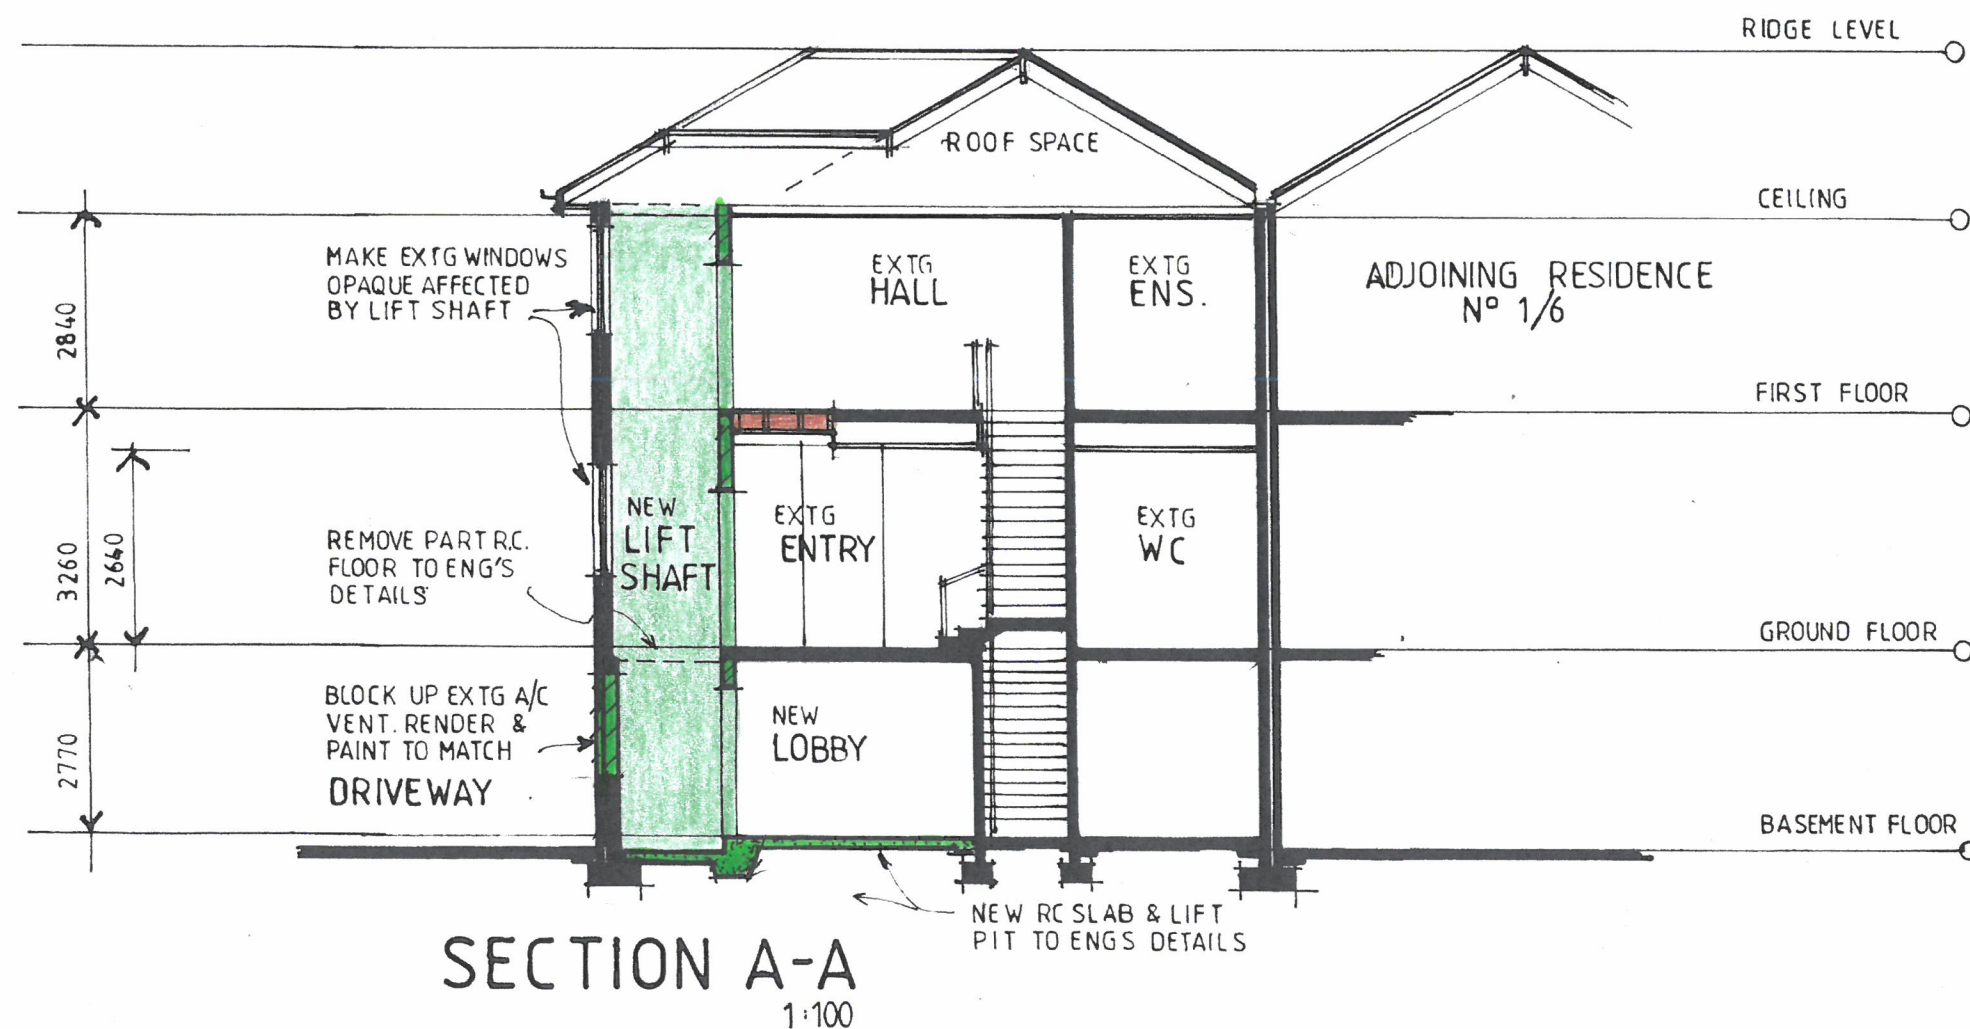 RIDGE LEVEL
ROOF SPACE
CEILING
MAKE EXTG WINDOWS
OPAQUE AFFECTED
BY LIFT SHAFT
EXTG
HALL
EXTG
ENS.
ADJOINING RESIDENCE
Nº 1/6
2840
FIRST FLOOR
NEW
LIFT
SHAFT
EXTG
ENTRY
EXTG
WC
REMOVE PART R.C.
FLOOR TO ENG'S
DETAILS
3260
2640
GROUND FLOOR
BLOCK UP EXTG A/C
VENT. RENDER &
PAINT TO MATCH
DRIVEWAY
NEW
LOBBY
2770
BASEMENT FLOOR
NEW RC SLAB & LIFT
PIT TO ENGS DETAILS
SECTION A-A
1:100